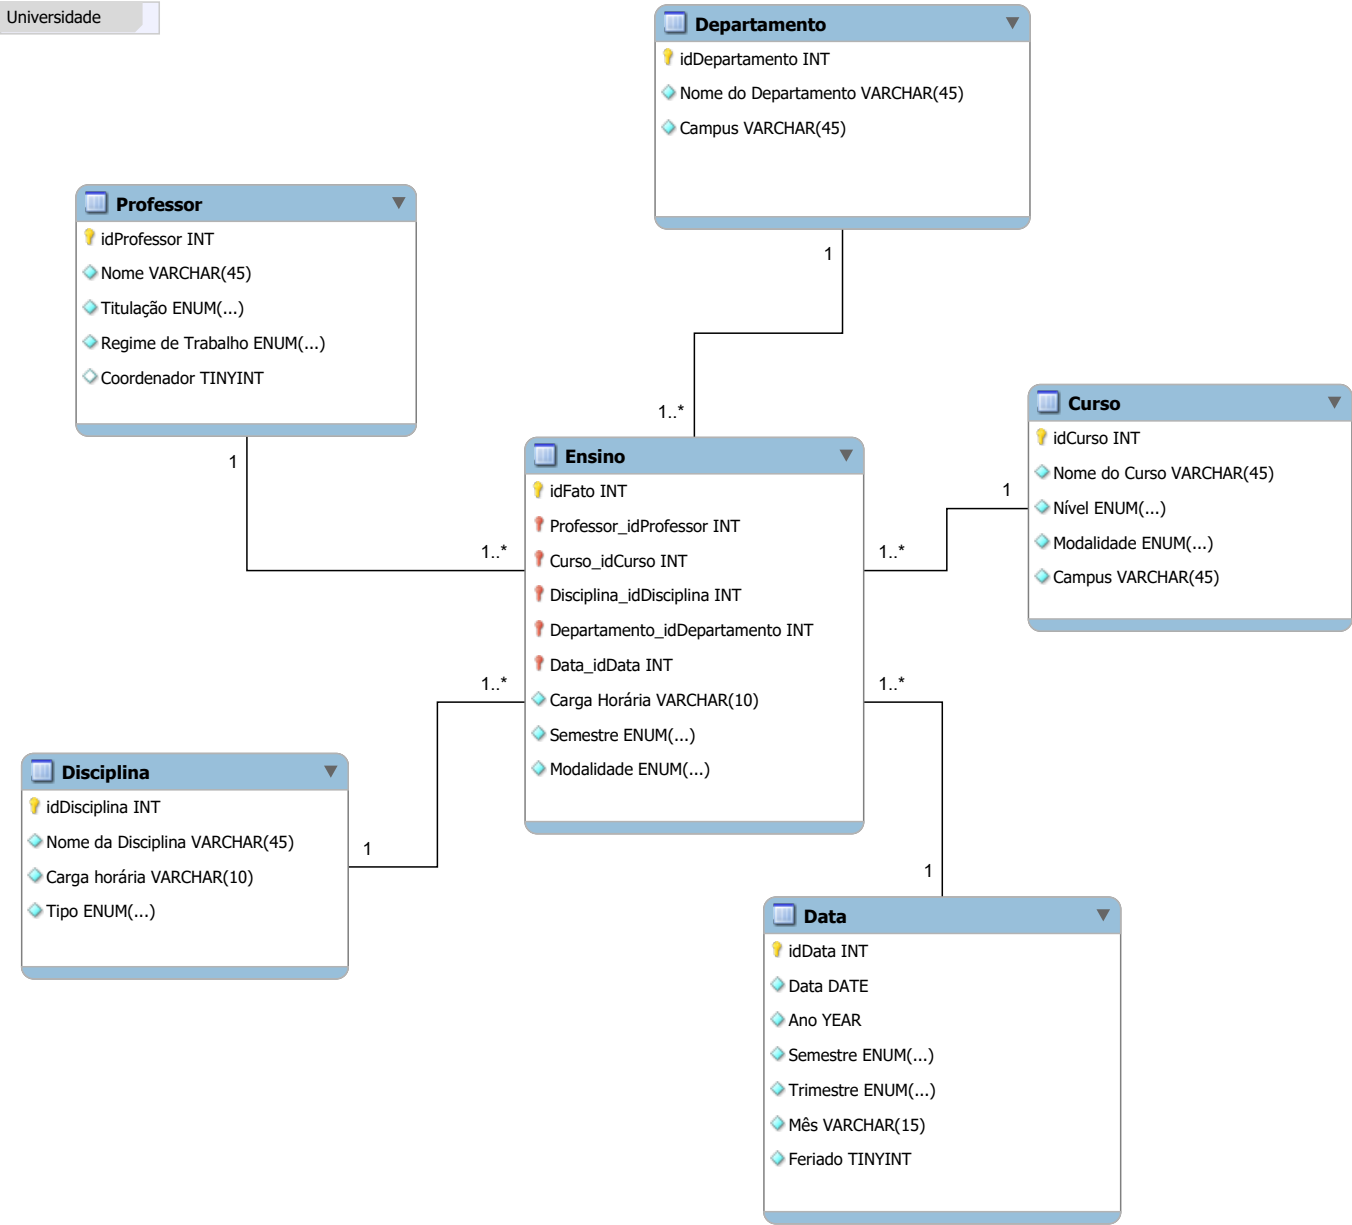 Universidade
Departamento
idDepartamento INT
Nome do Departamento VARCHAR(45)
Campus VARCHAR(45)
1
1..*
Professor
idProfessor INT
Nome VARCHAR(45)
Titulação ENUM(...)
Regime de Trabalho ENUM(...)
Coordenador TINYINT
1
1..*
Curso
idCurso INT
Nome do Curso VARCHAR(45)
Nível ENUM(...)
Modalidade ENUM(...)
Campus VARCHAR(45)
1
1..*
Ensino
idFato INT
Professor_idProfessor INT
Curso_idCurso INT
Disciplina_idDisciplina INT
Departamento_idDepartamento INT
Data_idData INT
Carga Horária VARCHAR(10)
Semestre ENUM(...)
Modalidade ENUM(...)
1..*
1..*
Disciplina
idDisciplina INT
Nome da Disciplina VARCHAR(45)
Carga horária VARCHAR(10)
Tipo ENUM(...)
1
1
Data
idData INT
Data DATE
Ano YEAR
Semestre ENUM(...)
Trimestre ENUM(...)
Mês VARCHAR(15)
Feriado TINYINT